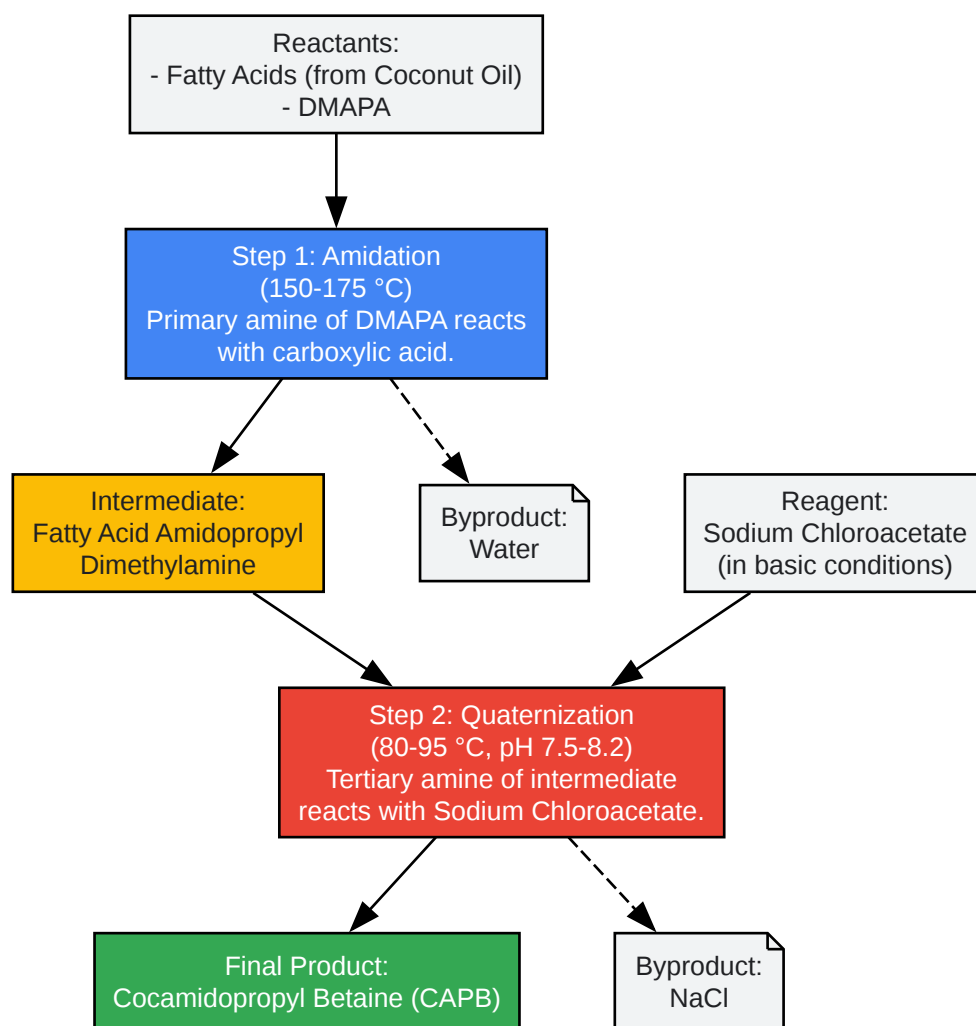 Reactants:
- Fatty Acids (from Coconut Oil)
- DMAPA
Step 1: Amidation
(150-175 °C)
Primary amine of DMAPA reacts
with carboxylic acid.
Intermediate:
Fatty Acid Amidopropyl
Dimethylamine
Byproduct:
Water
Reagent:
Sodium Chloroacetate
(in basic conditions)
Step 2: Quaternization
(80-95 °C, pH 7.5-8.2)
Tertiary amine of intermediate
reacts with Sodium Chloroacetate.
Final Product:
Cocamidopropyl Betaine (CAPB)
Byproduct:
NaCl